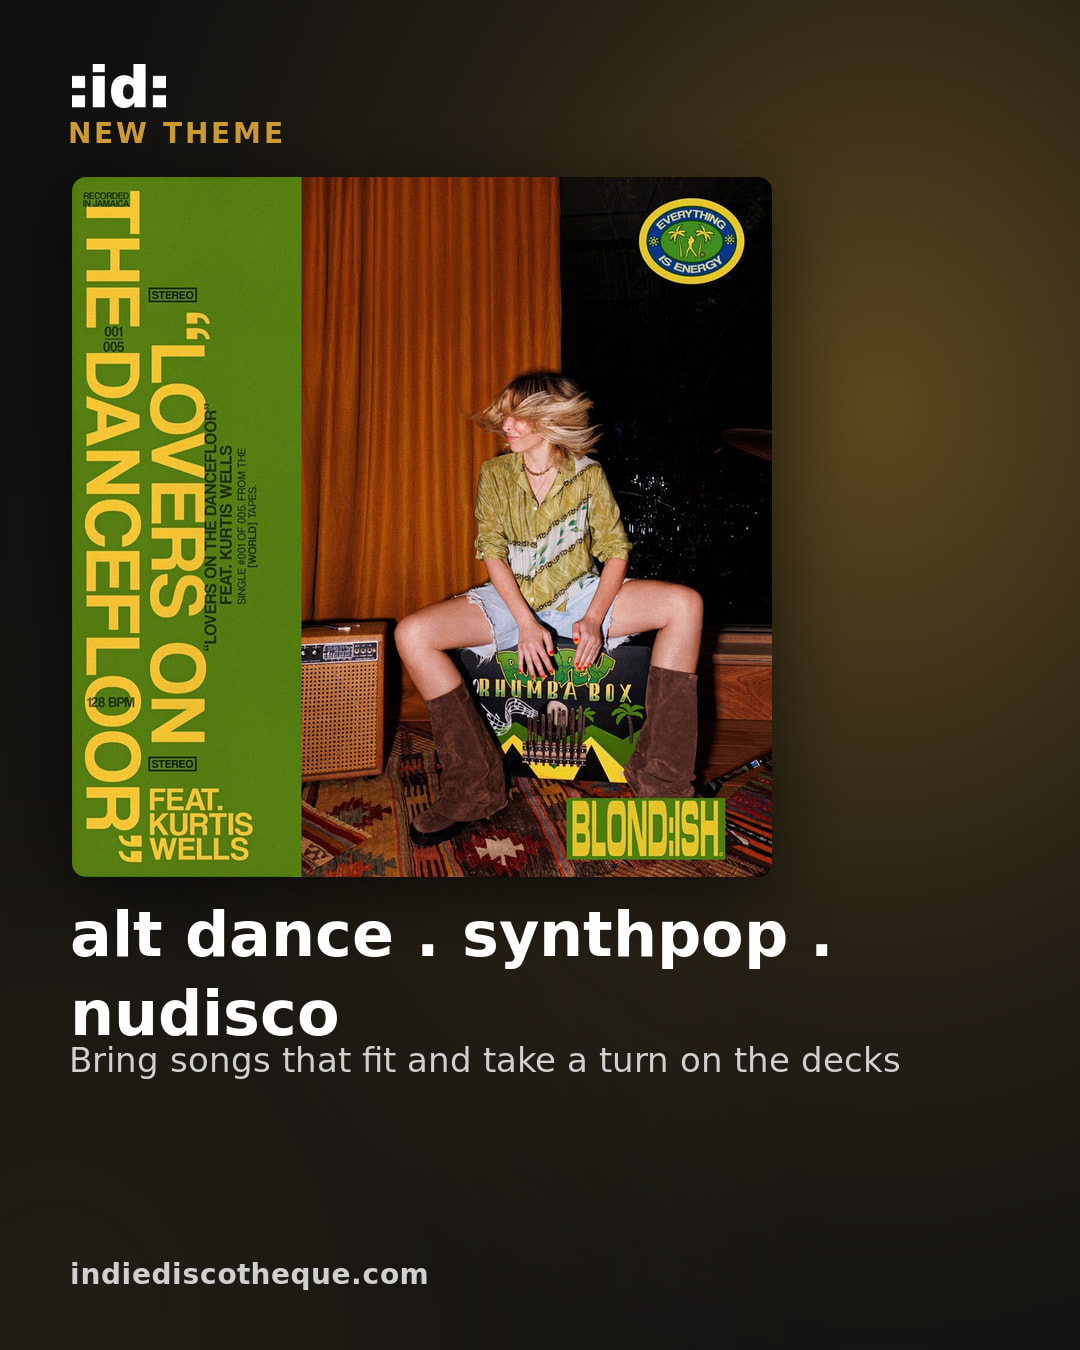 :id:
NEW THEME
RECORDED
IN JAMAICA
THE DANCEFLOOR”
001
005
128 BPM
STEREO
”LOVERS ON
STEREO
“LOVERS ON THE DANCEFLOOR”
FEAT. KURTIS WELLS
SINGLE #001 OF 005. FROM THE
[WORLD] TAPES.
FEAT.
KURTIS
WELLS
EVERYTHING
IS ENERGY
RHUMBA BOX
BLOND:ISH
alt dance . synthpop .
nudisco
Bring songs that fit and take a turn on the decks
indiediscotheque.com